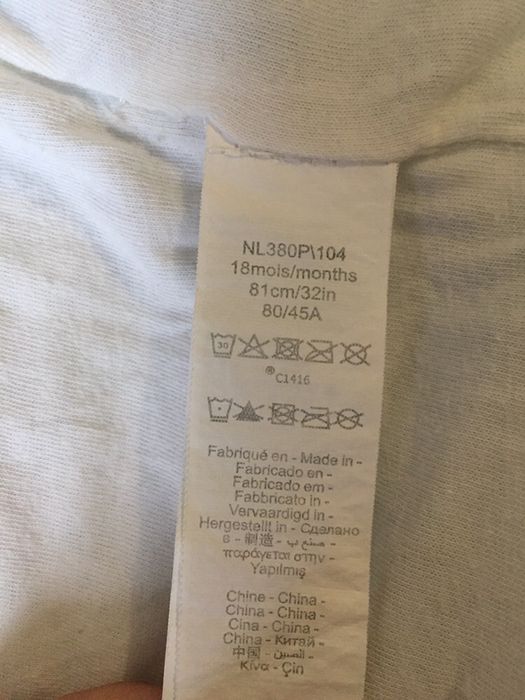 NL380P\104
18mois/months
81cm/32in
80/45A
30
®C1416
Fabriqué en - Made in -
Fabricado en -
Fabricado em -
Fabbricato in -
Vervaardigd in -
Hergestellt in - Сделано
в - 制造 - صنع ب -
παράγεται στην -
Yapılmış
Chine - China -
China - China -
Cina - China -
China - Китай -
中国 - الصين -
Κίνα - Çin